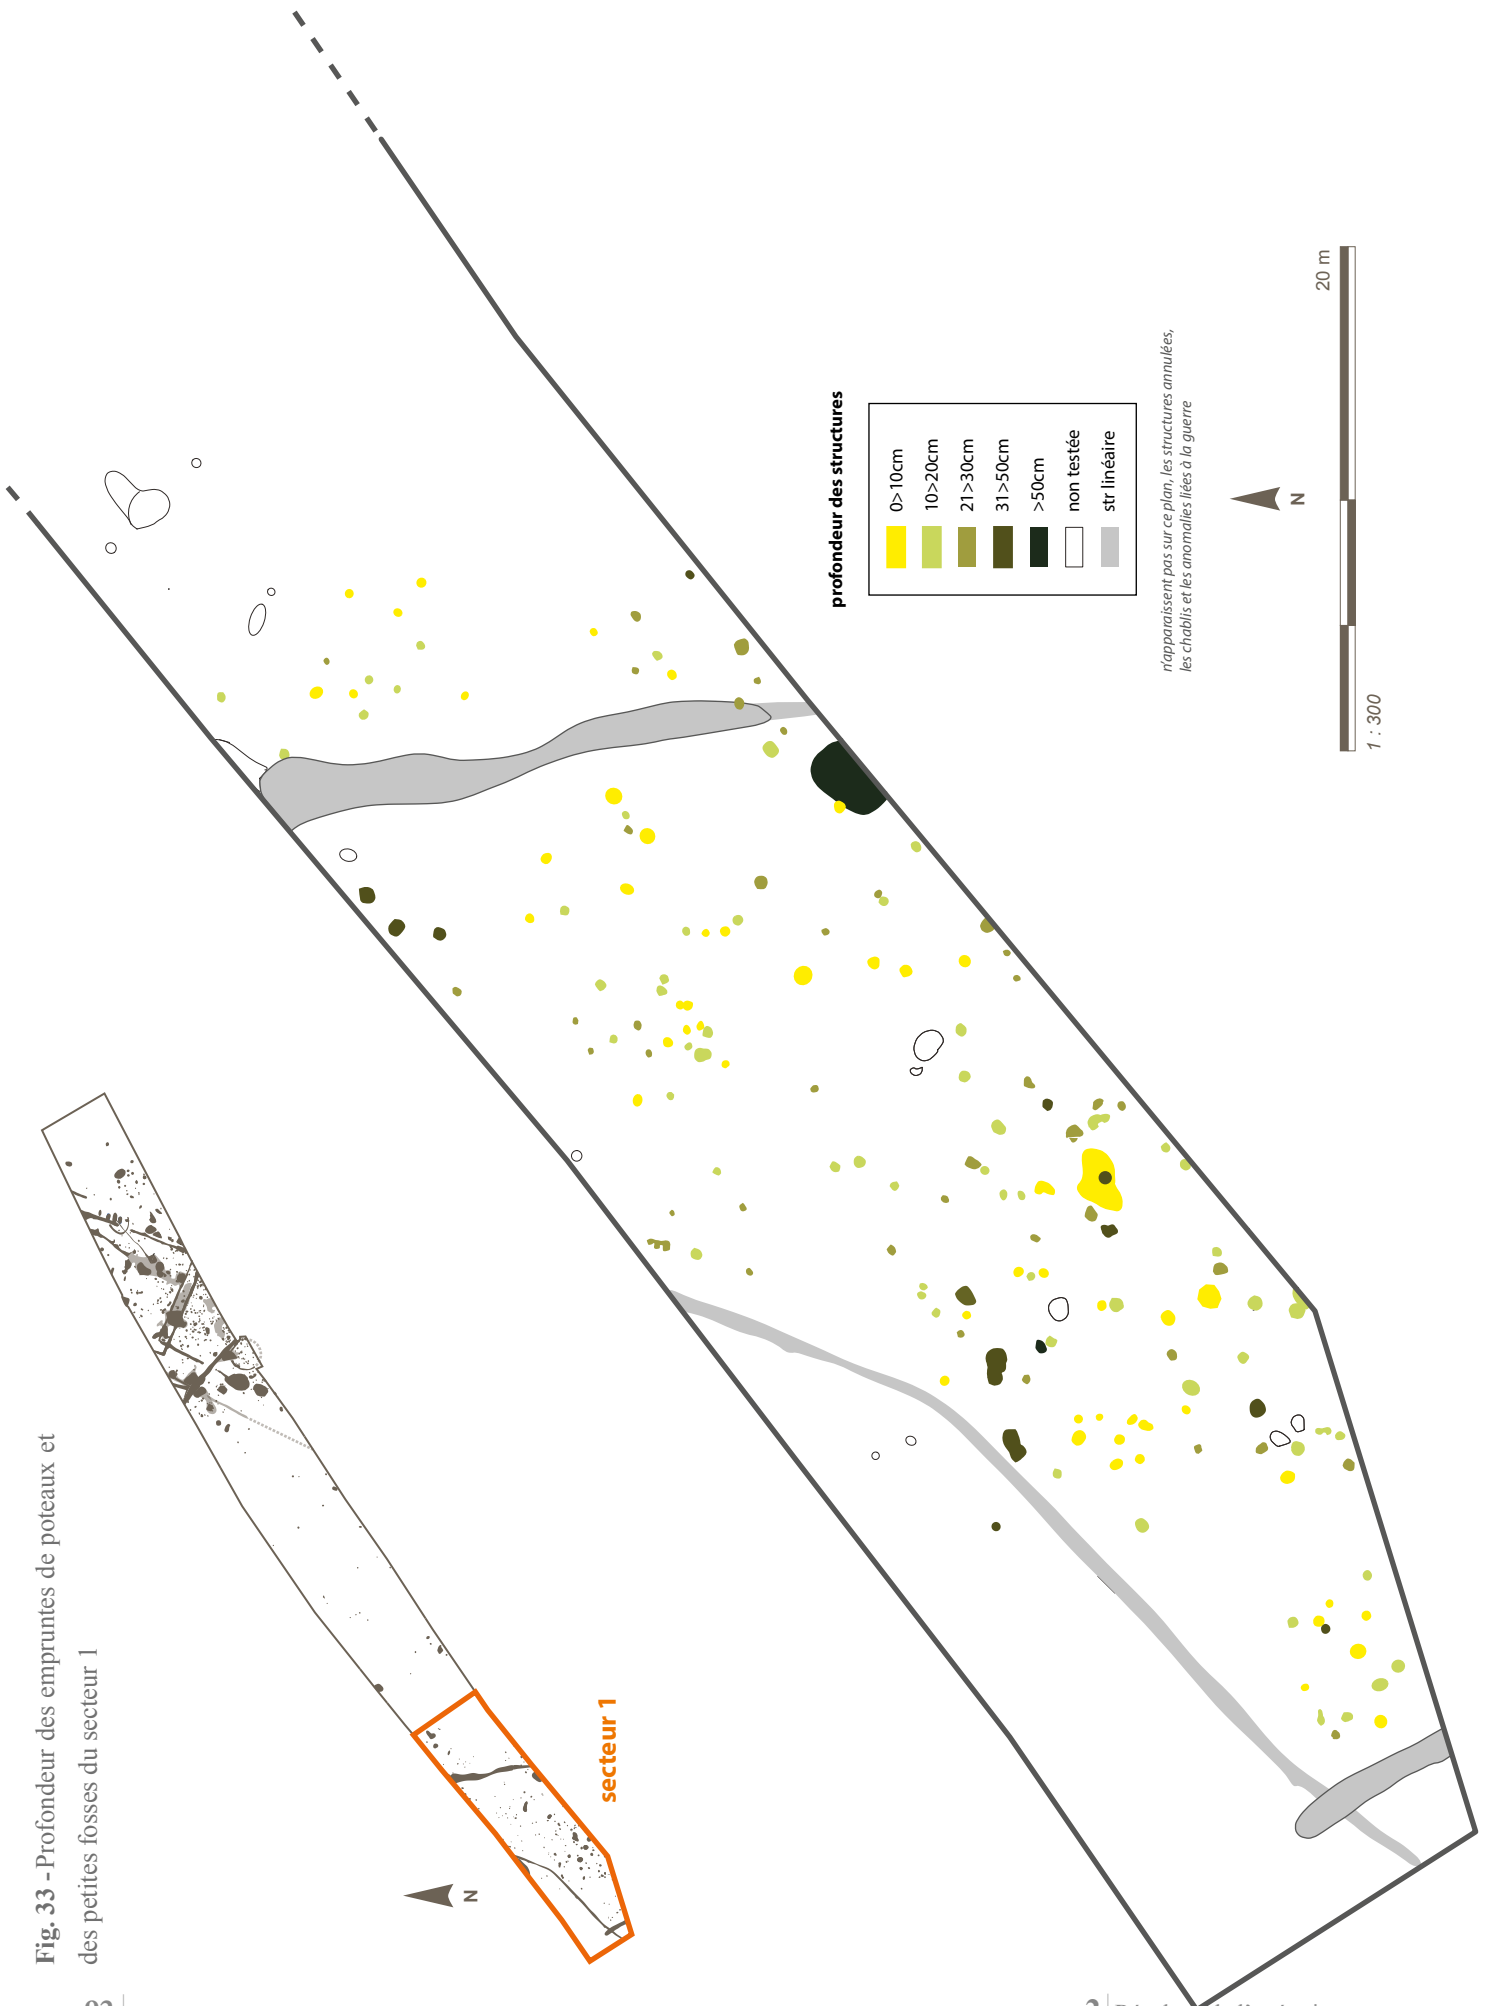 Fig. 33 - Profondeur des empruntes de poteaux et
des petites fosses du secteur 1
N
secteur 1
profondeur des structures
0>10cm
10>20cm
21>30cm
31>50cm
>50cm
non testée
str linéaire
n'apparaissent pas sur ce plan, les structures annulées,
les chablis et les anomalies liées à la guerre
N
20 m
1 : 300
2